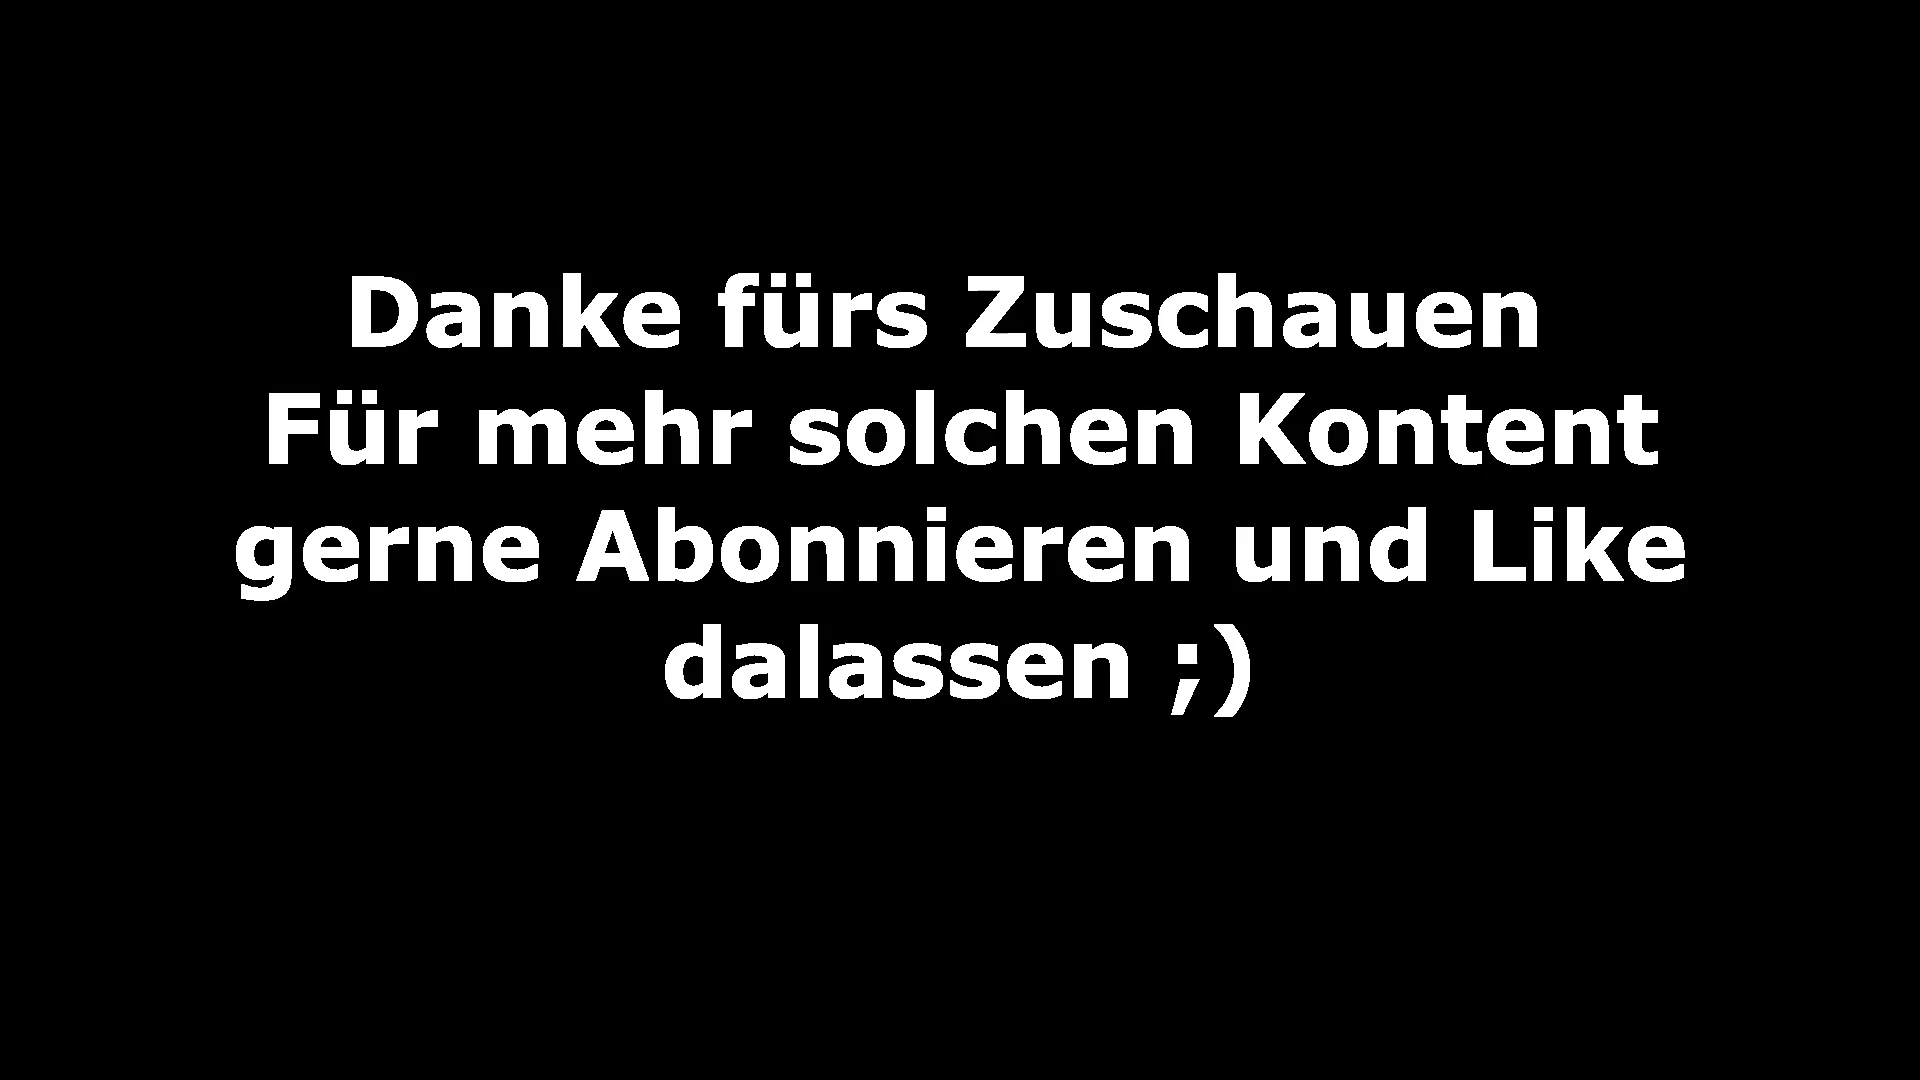 Danke fürs Zuschauen
Für mehr solchen Kontent
gerne Abonnieren und Like
dalassen ;)